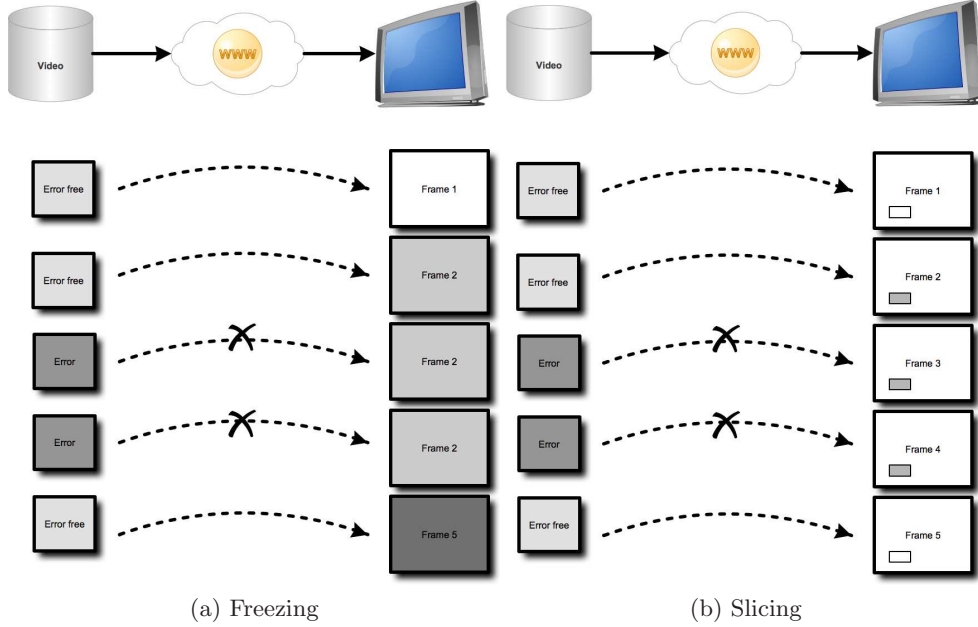 Video
WWW
Video
WWW
Error free
Frame 1
Error free
Frame 1
Error free
Frame 2
Error free
Frame 2
Error
Frame 2
Error
Frame 3
Error
Frame 2
Error
Frame 4
Error free
Frame 5
Error free
Frame 5
(a) Freezing
(b) Slicing